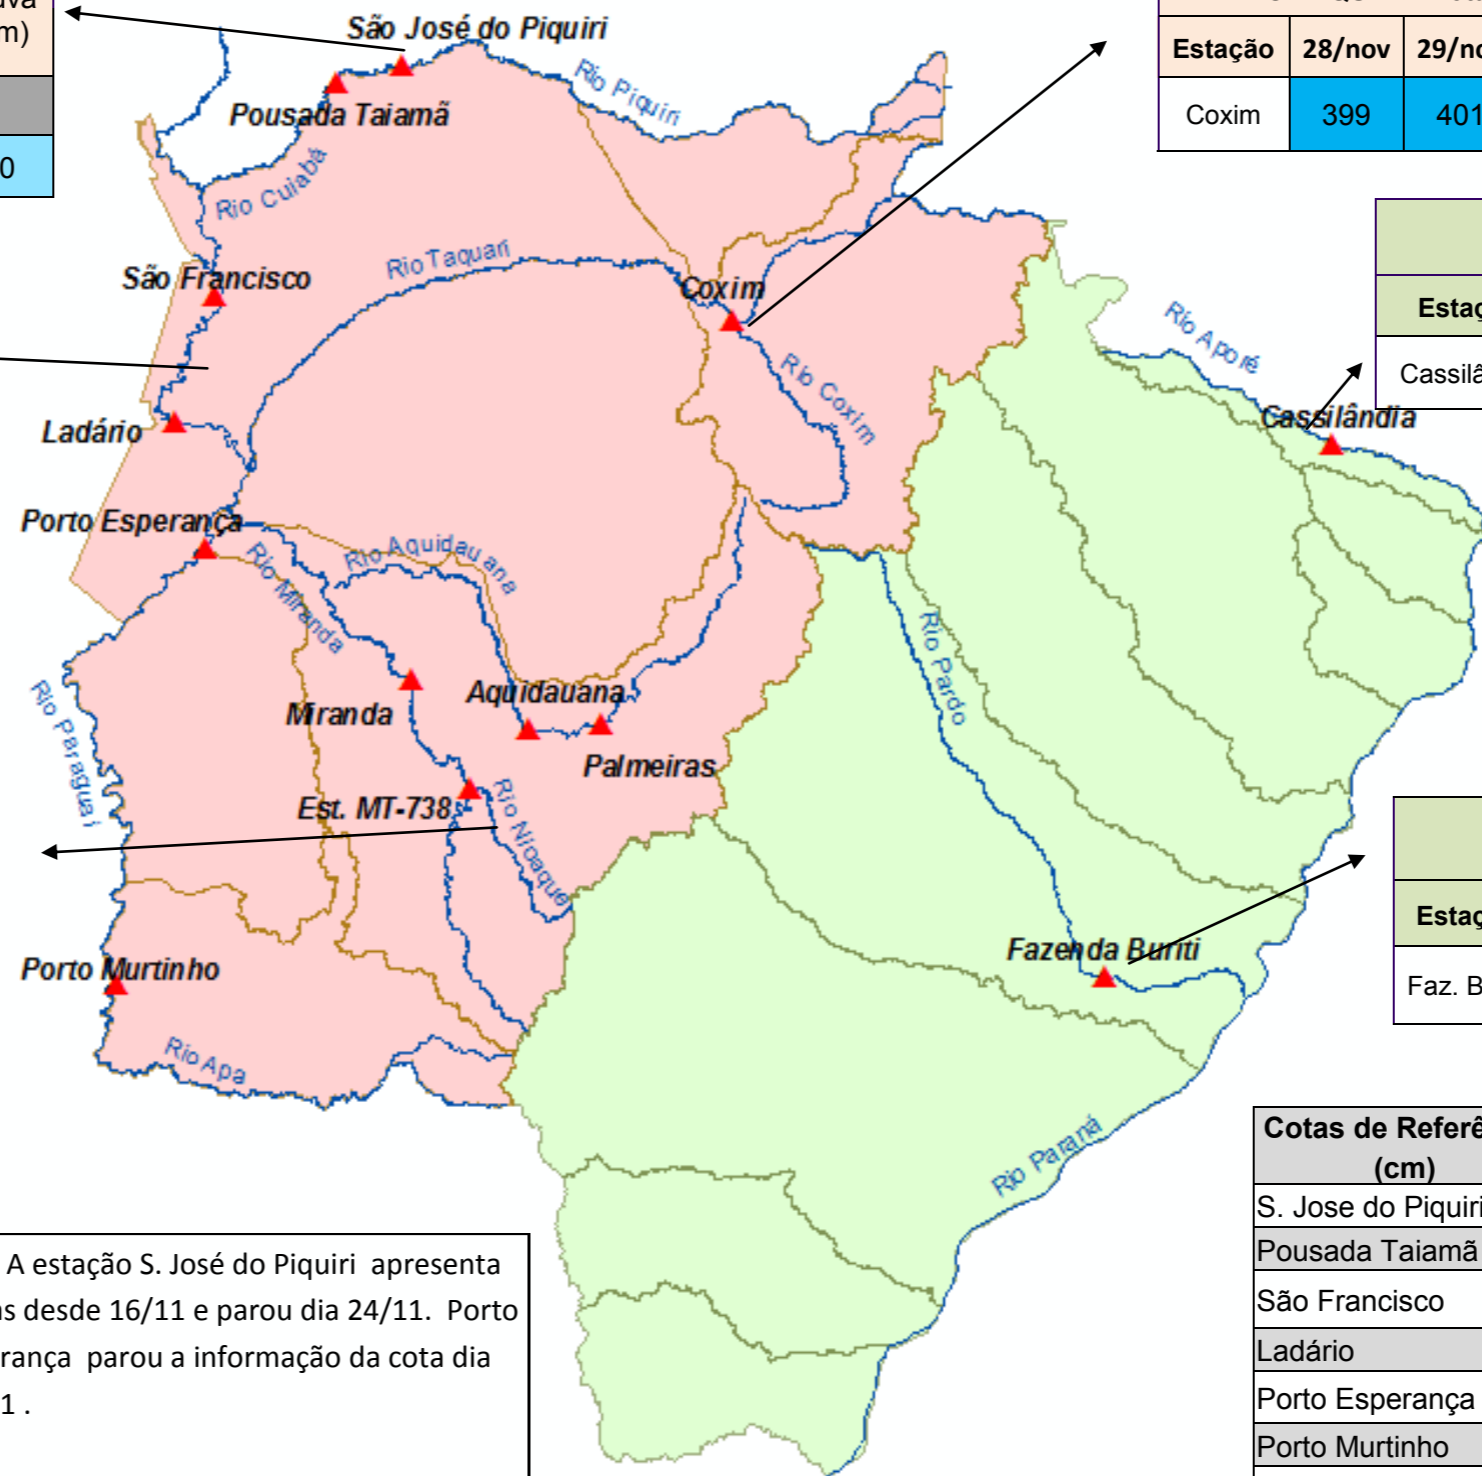 m)
0
São José do Piquiri
Pousada Taiamã
Rio Piquiri
Rio Cuiabá
Estação 28/nov
Coxim 399 401
São Francisco
Rio Taquari
Coxim
Rio Coxim
Rio Aporé
Cassilândia
Ladário
Porto Esperança
Rio Aquidauana
Rio Miranda
Rio Pardo
Rio Paraguai
Miranda
Aquidauana
Palmeiras
Est. MT-738
Rio Nioaque
Fazenda Buriti
Faz. B
Porto Murtinho
Rio Apa
Rio Paraná
Cotas de
(cm)
S. Jose do Piquiri
Pousada Taiamã
São Francisco
Ladário
Porto Esperança
Porto Murtinho
A estação S. José do Piquiri apresenta
desde 16/11 e parou dia 24/11. Porto
parou a informação da cota dia
1 .